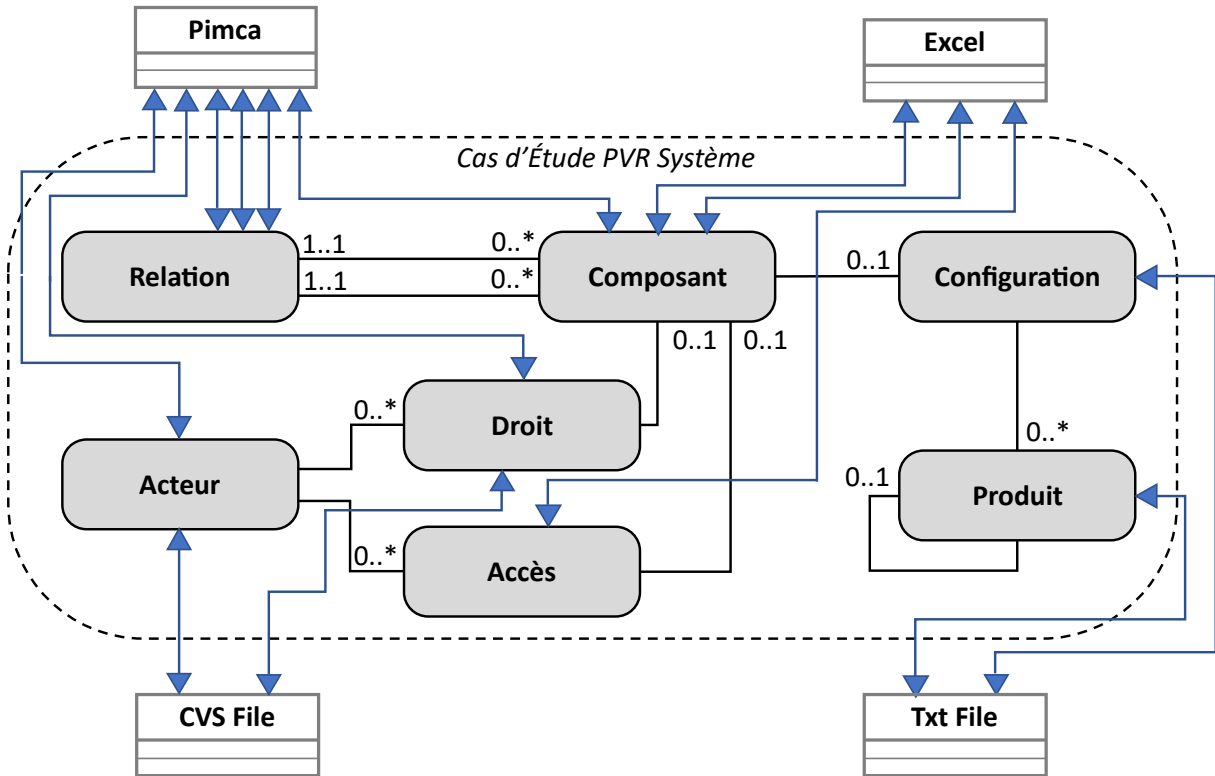 Pimca
Excel
Cas d'Étude PVR Système
Relation
1..1
0..*
1..1
0..*
Composant
0..1
Configuration
0..1
0..1
0..*
Droit
Acteur
0..*
Accès
0..*
0..1
Produit
CVS File
Txt File